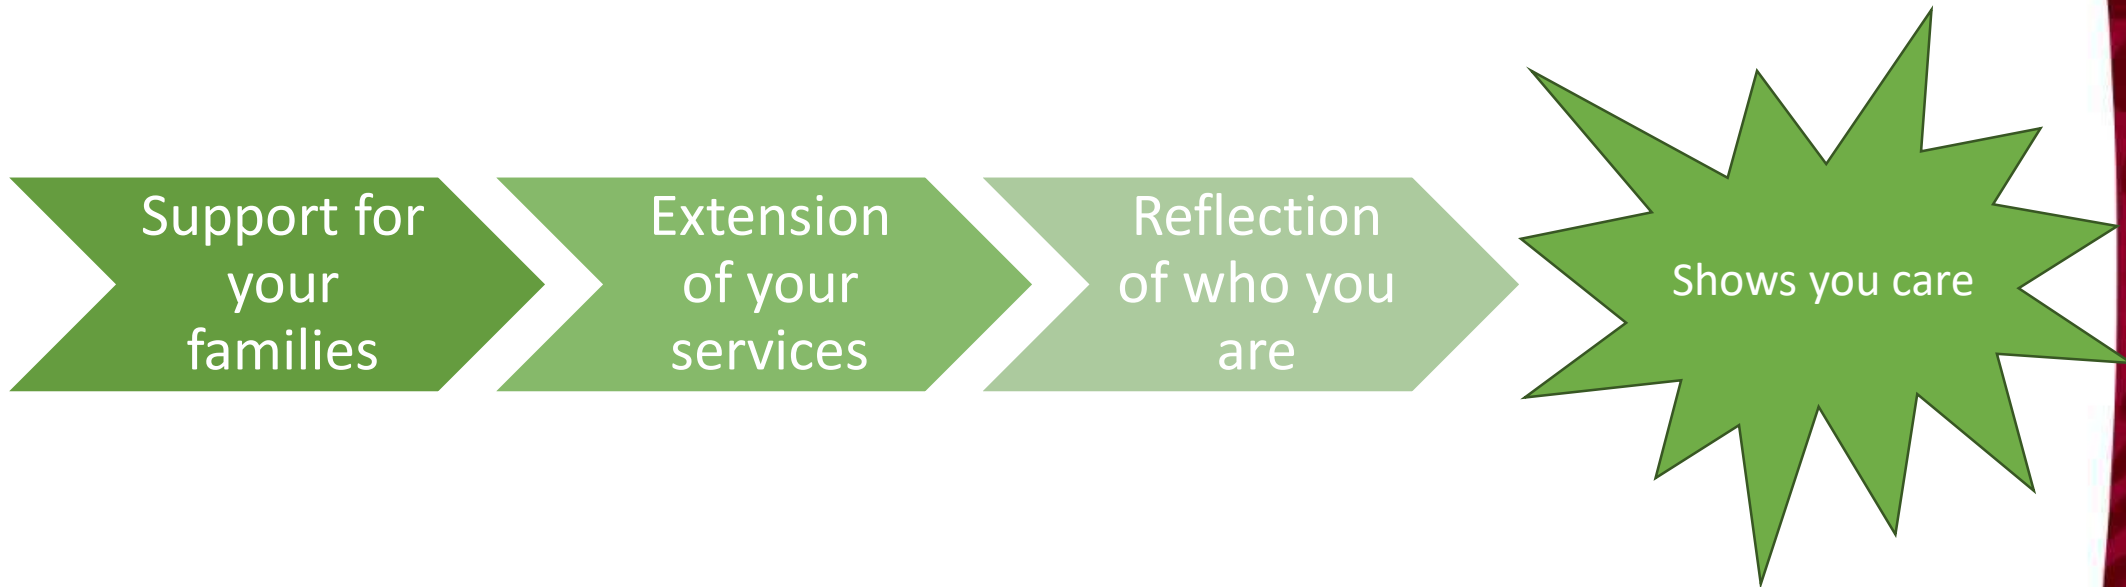 Support for
your
families
Extension
of your
services
Reflection
of who you
are
Shows you care